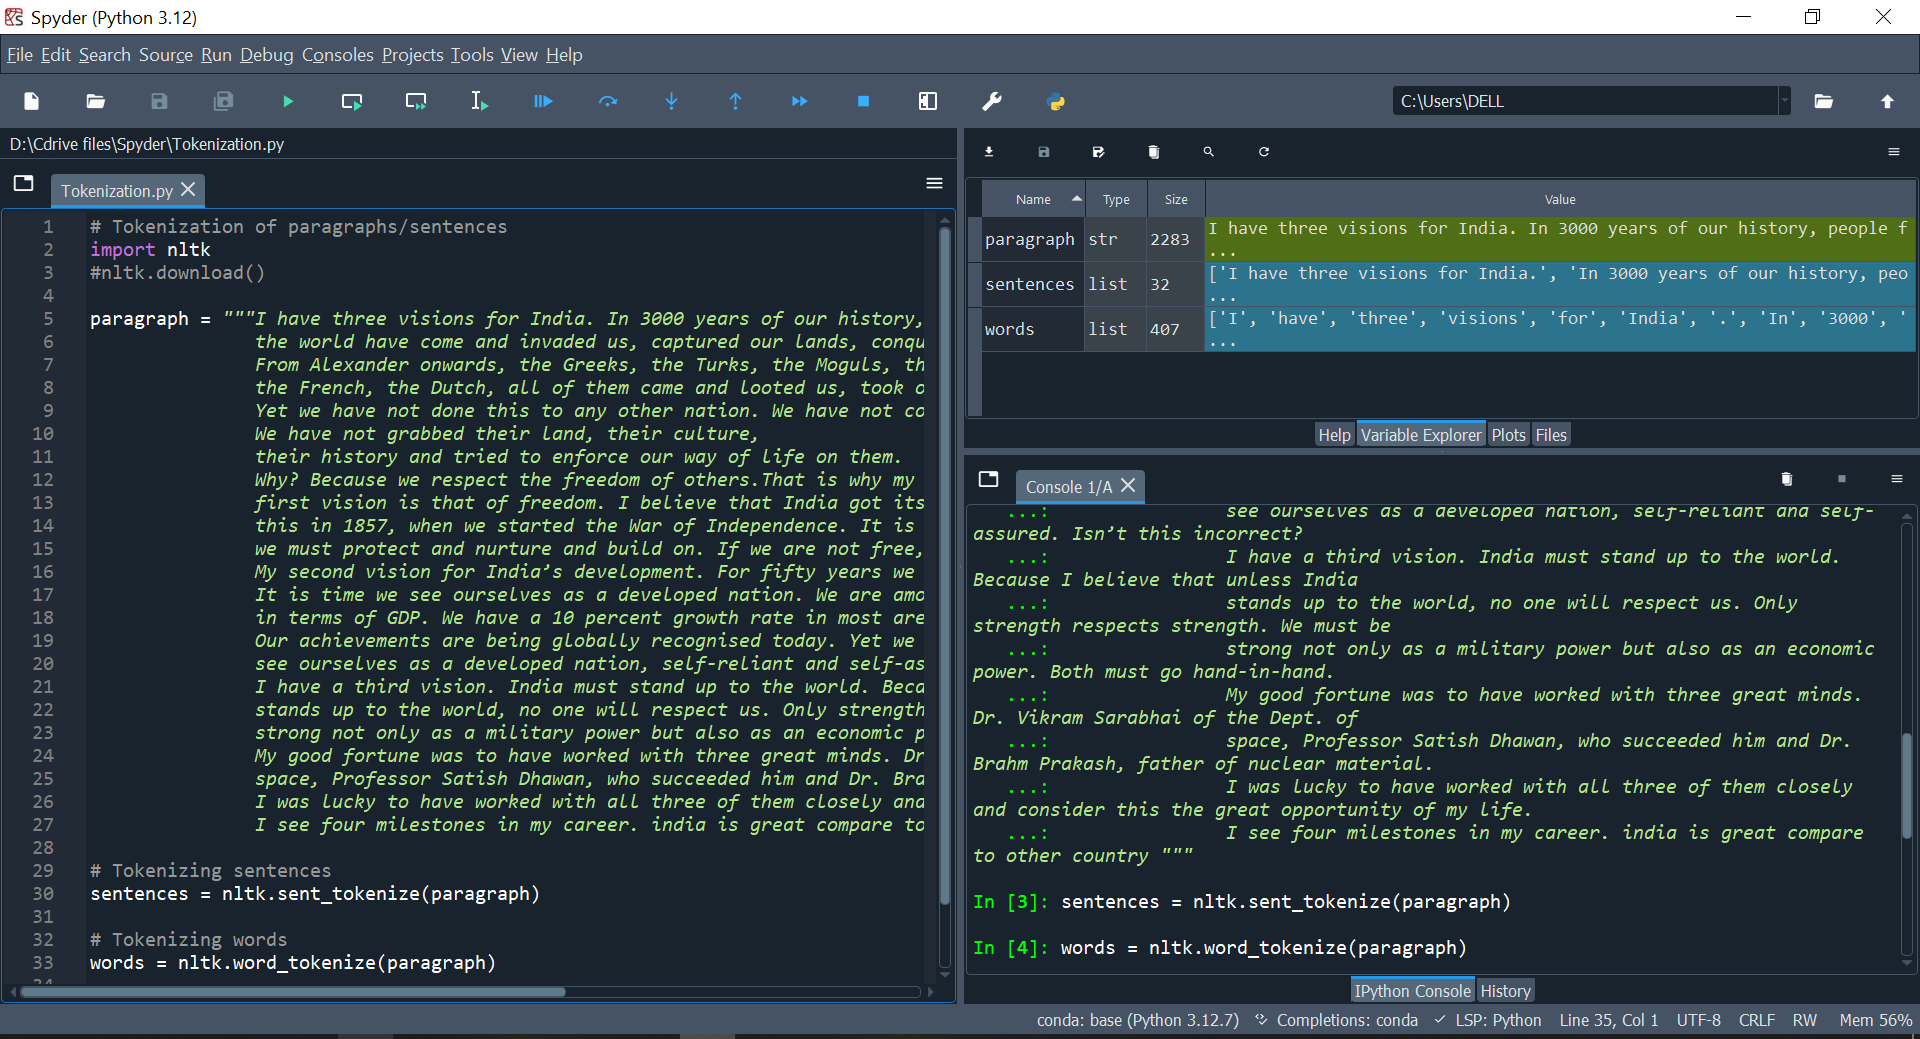 Spyder (Python 3.12)
File Edit Search Source Run Debug Consoles Projects Tools View Help
C:\Users\DELL
D:\Cdrive files\Spyder\Tokenization.py
Tokenization.py
1 # Tokenization of paragraphs/sentences
2 import nltk
3 #nltk.download()
4
5 paragraph = """I have three visions for India. In 3000 years of our history,
6 the world have come and invaded us, captured our lands, conqu
7 From Alexander onwards, the Greeks, the Turks, the Moguls, th
8 the French, the Dutch, all of them came and looted us, took o
9 Yet we have not done this to any other nation. We have not co
10 We have not grabbed their land, their culture,
11 their history and tried to enforce our way of life on them.
12 Why? Because we respect the freedom of others.That is why my
13 first vision is that of freedom. I believe that India got its
14 this in 1857, when we started the War of Independence. It is
15 we must protect and nurture and build on. If we are not free,
16 My second vision for India’s development. For fifty years we
17 It is time we see ourselves as a developed nation. We are amo
18 in terms of GDP. We have a 10 percent growth rate in most are
19 Our achievements are being globally recognised today. Yet we
20 see ourselves as a developed nation, self-reliant and self-as
21 I have a third vision. India must stand up to the world. Beca
22 stands up to the world, no one will respect us. Only strength
23 strong not only as a military power but also as an economic p
24 My good fortune was to have worked with three great minds. Dr
25 space, Professor Satish Dhawan, who succeeded him and Dr. Bra
26 I was lucky to have worked with all three of them closely and
27 I see four milestones in my career. india is great compare to
28
29 # Tokenizing sentences
30 sentences = nltk.sent_tokenize(paragraph)
31
32 # Tokenizing words
33 words = nltk.word_tokenize(paragraph)
34
Name Type Size Value
paragraph str 2283 I have three visions for India. In 3000 years of our history, people f
...
sentences list 32 ['I have three visions for India.', 'In 3000 years of our history, peo
...
words list 407 ['I', 'have', 'three', 'visions', 'for', 'India', '.', 'In', '3000', '
...
Help Variable Explorer Plots Files
Console 1/A
...: see ourselves as a developed nation, self-reliant and self-
assured. Isn’t this incorrect?
...: I have a third vision. India must stand up to the world.
Because I believe that unless India
...: stands up to the world, no one will respect us. Only
strength respects strength. We must be
...: strong not only as a military power but also as an economic
power. Both must go hand-in-hand.
...: My good fortune was to have worked with three great minds.
Dr. Vikram Sarabhai of the Dept. of
...: space, Professor Satish Dhawan, who succeeded him and Dr.
Brahm Prakash, father of nuclear material.
...: I was lucky to have worked with all three of them closely
and consider this the great opportunity of my life.
...: I see four milestones in my career. india is great compare
to other country """
In [3]: sentences = nltk.sent_tokenize(paragraph)
In [4]: words = nltk.word_tokenize(paragraph)
IPython Console History
conda: base (Python 3.12.7) Completions: conda LSP: Python Line 35, Col 1 UTF-8 CRLF RW Mem 56%